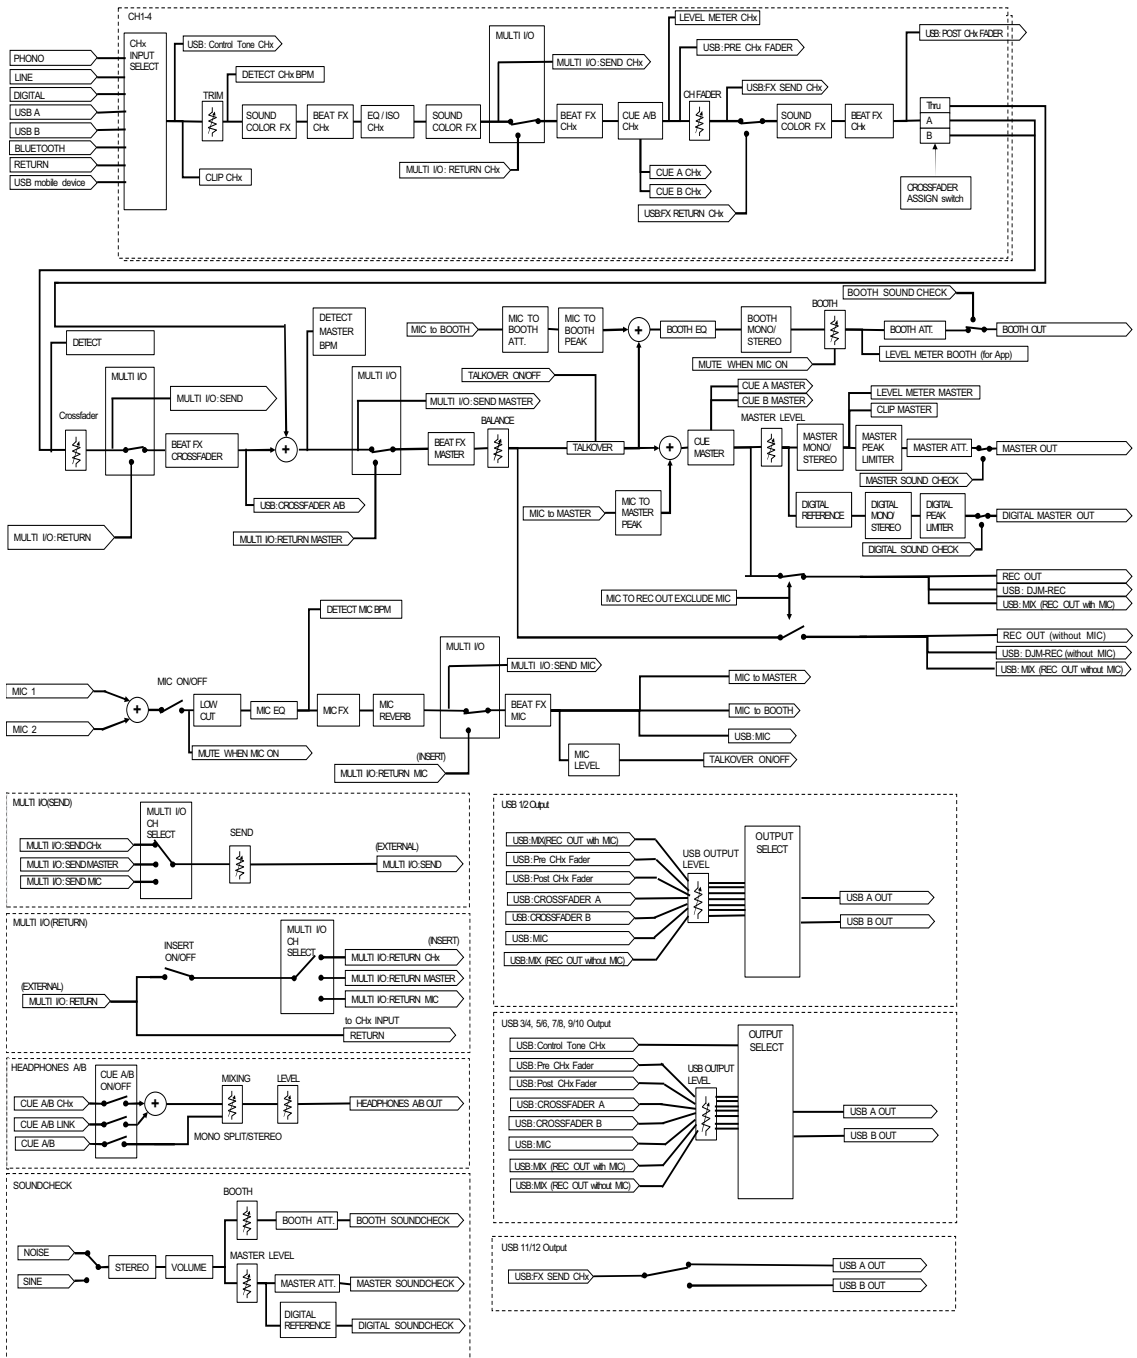 CH1-4
CHx
INPUT
SELECT
PHONO
LINE
DIGITAL
USB A
USB B
BLUETOOTH
RETURN
USB mobile device
USB: Control Tone CHx
DETECT CHx BPM
TRIM
SOUND
COLOR FX
BEAT FX
CHx
EQ / ISO
CHx
SOUND
COLOR FX
CLIP CHx
MULTI I/O
MULTI I/O: SEND CHx
MULTI I/O: RETURN CHx
BEAT FX
CHx
CUE A/B
CHx
LEVEL METER CHx
USB: PRE CHx FADER
CH FADER
USB:FX SEND CHx
CUE A CHx
CUE B CHx
USB:FX RETURN CHx
SOUND
COLOR FX
BEAT FX
CHx
USB: POST CHx FADER
Thru
A
B
CROSSFADER
ASSIGN switch
DETECT
MULTI I/O
MULTI I/O: SEND
Crossfader
BEAT FX
CROSSFADER
MULTI I/O: RETURN
USB: CROSSFADER A/B
DETECT
MASTER
BPM
MULTI I/O
MULTI I/O: SEND MASTER
MULTI I/O: RETURN MASTER
BEAT FX
MASTER
BALANCE
MIC to BOOTH
MIC TO
BOOTH
ATT.
MIC TO
BOOTH
PEAK
BOOTH EQ
BOOTH
MONO/
STEREO
BOOTH
BOOTH SOUND CHECK
BOOTH ATT.
BOOTH OUT
LEVEL METER BOOTH (for App)
MUTE WHEN MIC ON
TALKOVER ON/OFF
TALKOVER
MIC to MASTER
MIC TO
MASTER
PEAK
CUE A MASTER
CUE B MASTER
CUE
MASTER
MASTER LEVEL
MASTER
MONO/
STEREO
LEVEL METER MASTER
CLIP MASTER
MASTER
PEAK
LIMITER
MASTER ATT.
MASTER OUT
MASTER SOUND CHECK
DIGITAL
REFERENCE
DIGITAL
MONO/
STEREO
DIGITAL
PEAK
LIMITER
DIGITAL MASTER OUT
DIGITAL SOUND CHECK
MIC TO REC OUT EXCLUDE MIC
REC OUT
USB: DJM-REC
USB: MIX (REC OUT with MIC)
REC OUT (without MIC)
USB: DJM-REC (without MIC)
USB: MIX (REC OUT without MIC)
MIC 1
MIC 2
MIC ON/OFF
LOW
CUT
MIC EQ
MUTE WHEN MIC ON
DETECT MIC BPM
MIC FX
MIC
REVERB
MULTI I/O
MULTI I/O: SEND MIC
(INSERT)
MULTI I/O: RETURN MIC
BEAT FX
MIC
MIC to MASTER
MIC to BOOTH
USB: MIC
MIC
LEVEL
TALKOVER ON/OFF
MULTI I/O(SEND)
MULTI I/O
CH
SELECT
MULTI I/O: SEND CHx
MULTI I/O: SEND MASTER
MULTI I/O: SEND MIC
SEND
(EXTERNAL)
MULTI I/O: SEND
MULTI I/O(RETURN)
INSERT
ON/OFF
(EXTERNAL)
MULTI I/O: RETURN
MULTI I/O
CH
SELECT
(INSERT)
MULTI I/O: RETURN CHx
MULTI I/O: RETURN MASTER
MULTI I/O: RETURN MIC
to CHx INPUT
RETURN
HEADPHONES A/B
CUE A/B
ON/OFF
CUE A/B CHx
CUE A/B LINK
CUE A/B
MIXING
LEVEL
HEADPHONES A/B OUT
MONO SPLIT/STEREO
SOUNDCHECK
NOISE
SINE
STEREO
VOLUME
BOOTH
BOOTH ATT.
BOOTH SOUNDCHECK
MASTER LEVEL
MASTER ATT.
MASTER SOUNDCHECK
DIGITAL
REFERENCE
DIGITAL SOUNDCHECK
USB 1/2 Output
USB: MIX(REC OUT with MIC)
USB: Pre CHx Fader
USB: Post CHx Fader
USB: CROSSFADER A
USB: CROSSFADER B
USB: MIC
USB: MIX (REC OUT without MIC)
USB OUTPUT
LEVEL
OUTPUT
SELECT
USB A OUT
USB B OUT
USB 3/4, 5/6, 7/8, 9/10 Output
USB: Control Tone CHx
USB: Pre CHx Fader
USB: Post CHx Fader
USB: CROSSFADER A
USB: CROSSFADER B
USB: MIC
USB: MIX (REC OUT with MIC)
USB: MIX (REC OUT without MIC)
USB OUTPUT
LEVEL
OUTPUT
SELECT
USB A OUT
USB B OUT
USB 11/12 Output
USB:FX SEND CHx
USB A OUT
USB B OUT